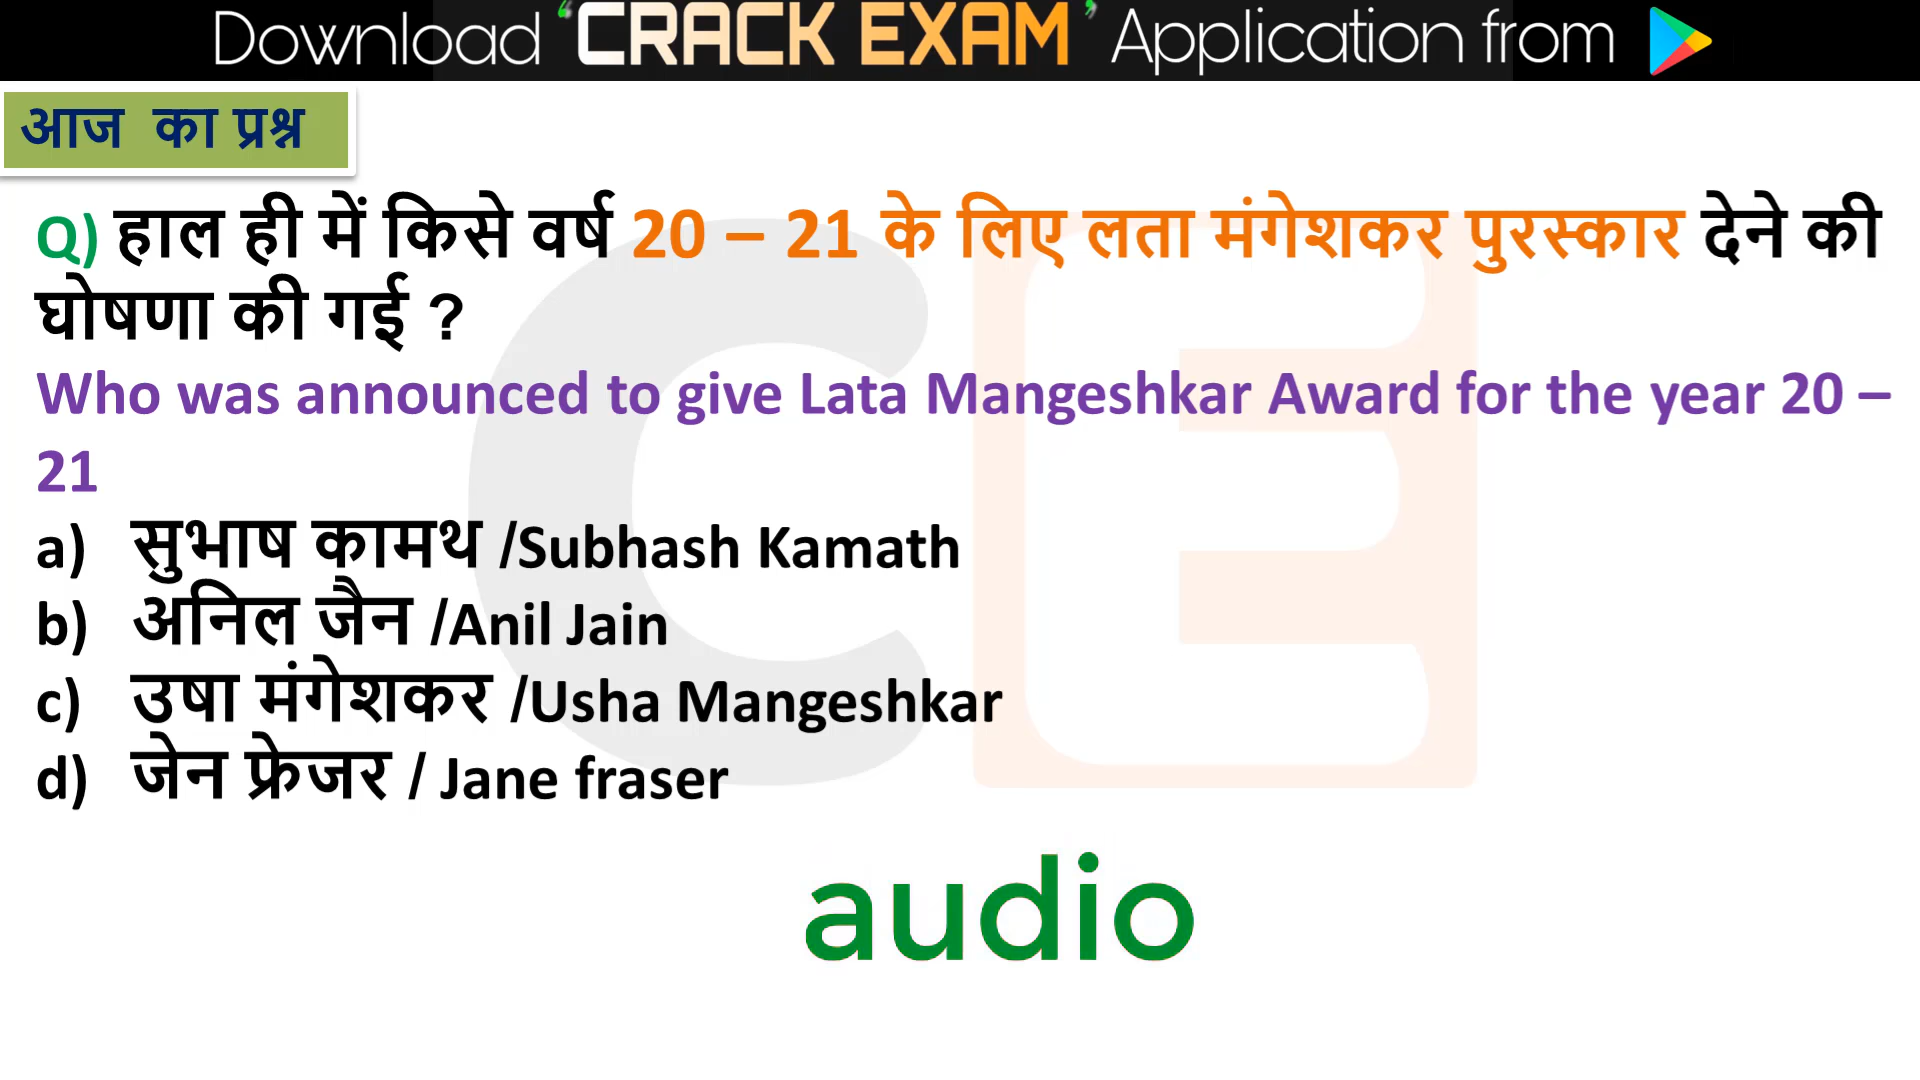 Download ‘CRACK EXAM’ Application from
आज का प्रश्न
Q) हाल ही में किसे वर्ष 20 – 21 के लिए लता मंगेशकर पुरस्कार देने की
घोषणा की गई ?
Who was announced to give Lata Mangeshkar Award for the year 20 –
21
a) सुभाष कामथ /Subhash Kamath
b) अनिल जैन /Anil Jain
c) उषा मंगेशकर /Usha Mangeshkar
d) जेन फ्रेजर / Jane fraser
audio
CE